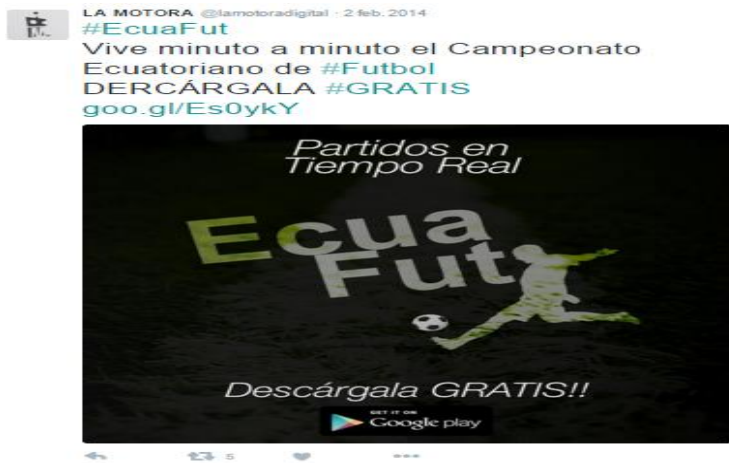 LA MOTORA @lamotoradigital · 2 feb. 2014
#EcuaFut
Vive minuto a minuto el Campeonato
Ecuatoriano de #Futbol
DERCÁRGALA #GRATIS
goo.gl/Es0ykY
Partidos en
Tiempo Real
Ecua
Fut
Descárgala GRATIS!!
GET IT ON
Google play
5